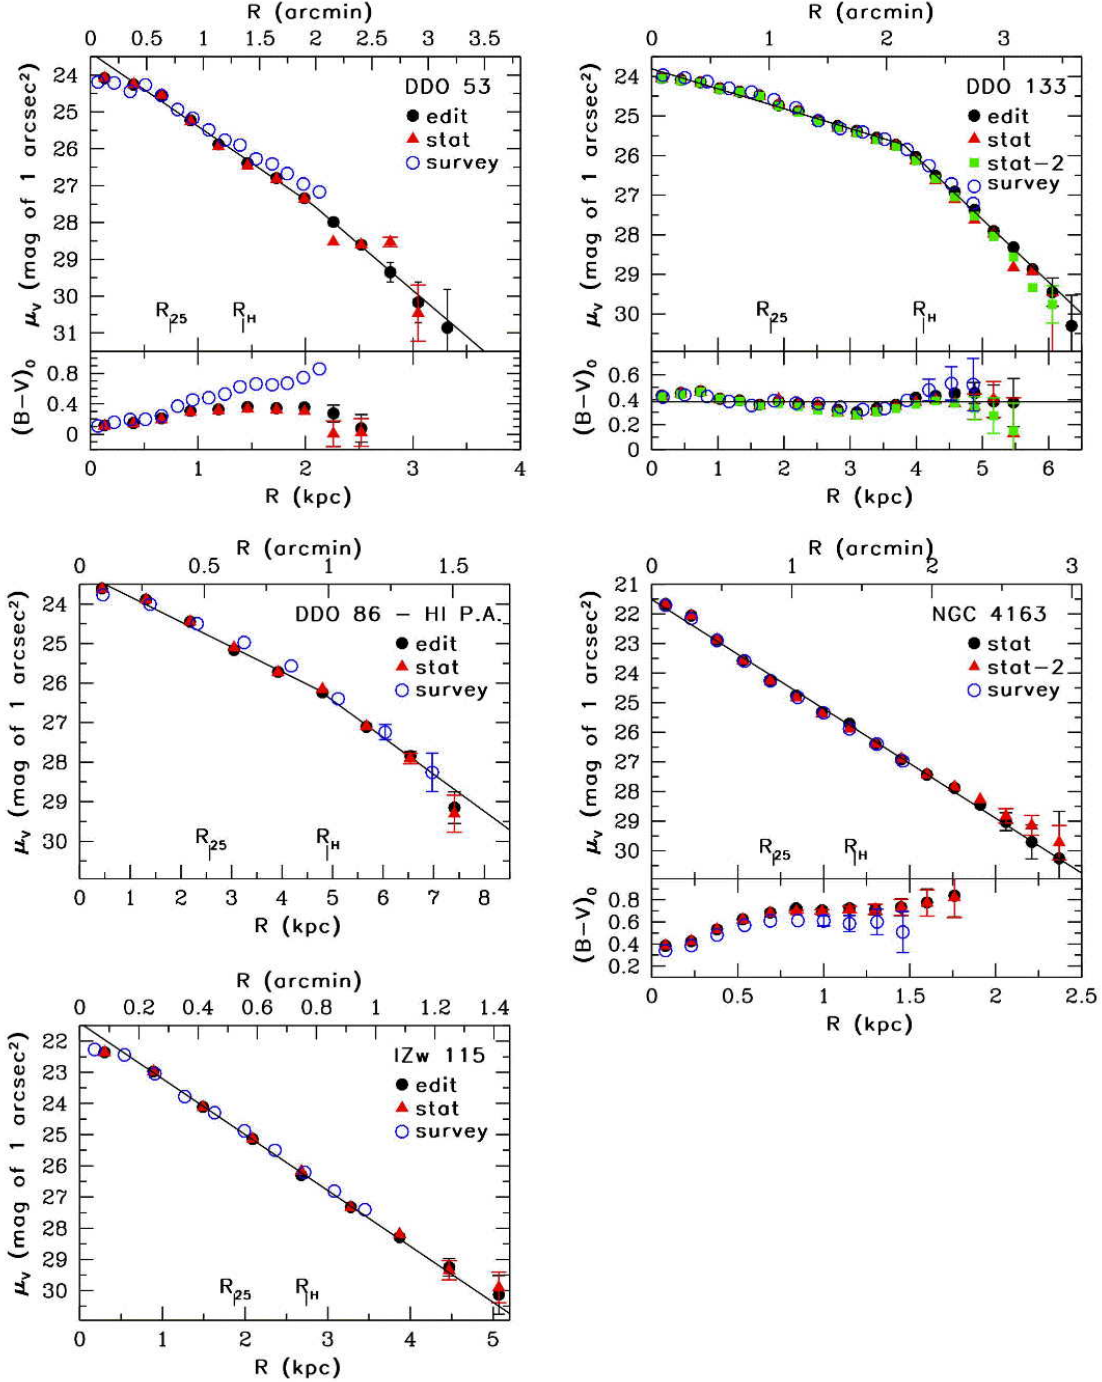 R (arcmin)
0 0.5 1 1.5 2 2.5 3 3.5
μV (mag of 1 arcsec²)
24
25
26
27
28
29
30
31
DDO 53
edit
stat
survey
R25 RH
(B−V)0
0.8
0.4
0
0 1 2 3 4
R (kpc)
R (arcmin)
0 1 2 3
μV (mag of 1 arcsec²)
24
25
26
27
28
29
30
DDO 133
edit
stat
stat-2
survey
R25 RH
(B−V)0
0.6
0.4
0.2
0
0 1 2 3 4 5 6
R (kpc)
R (arcmin)
0 0.5 1 1.5
μV (mag of 1 arcsec²)
24
25
26
27
28
29
30
DDO 86 − HI P.A.
edit
stat
survey
R25 RH
0 1 2 3 4 5 6 7 8
R (kpc)
R (arcmin)
0 1 2 3
μV (mag of 1 arcsec²)
21
22
23
24
25
26
27
28
29
30
NGC 4163
stat
stat-2
survey
R25 RH
(B−V)0
0.8
0.6
0.4
0.2
0 0.5 1 1.5 2 2.5
R (kpc)
R (arcmin)
0 0.2 0.4 0.6 0.8 1 1.2 1.4
μV (mag of 1 arcsec²)
22
23
24
25
26
27
28
29
30
IZw 115
edit
stat
survey
R25 RH
0 1 2 3 4 5
R (kpc)